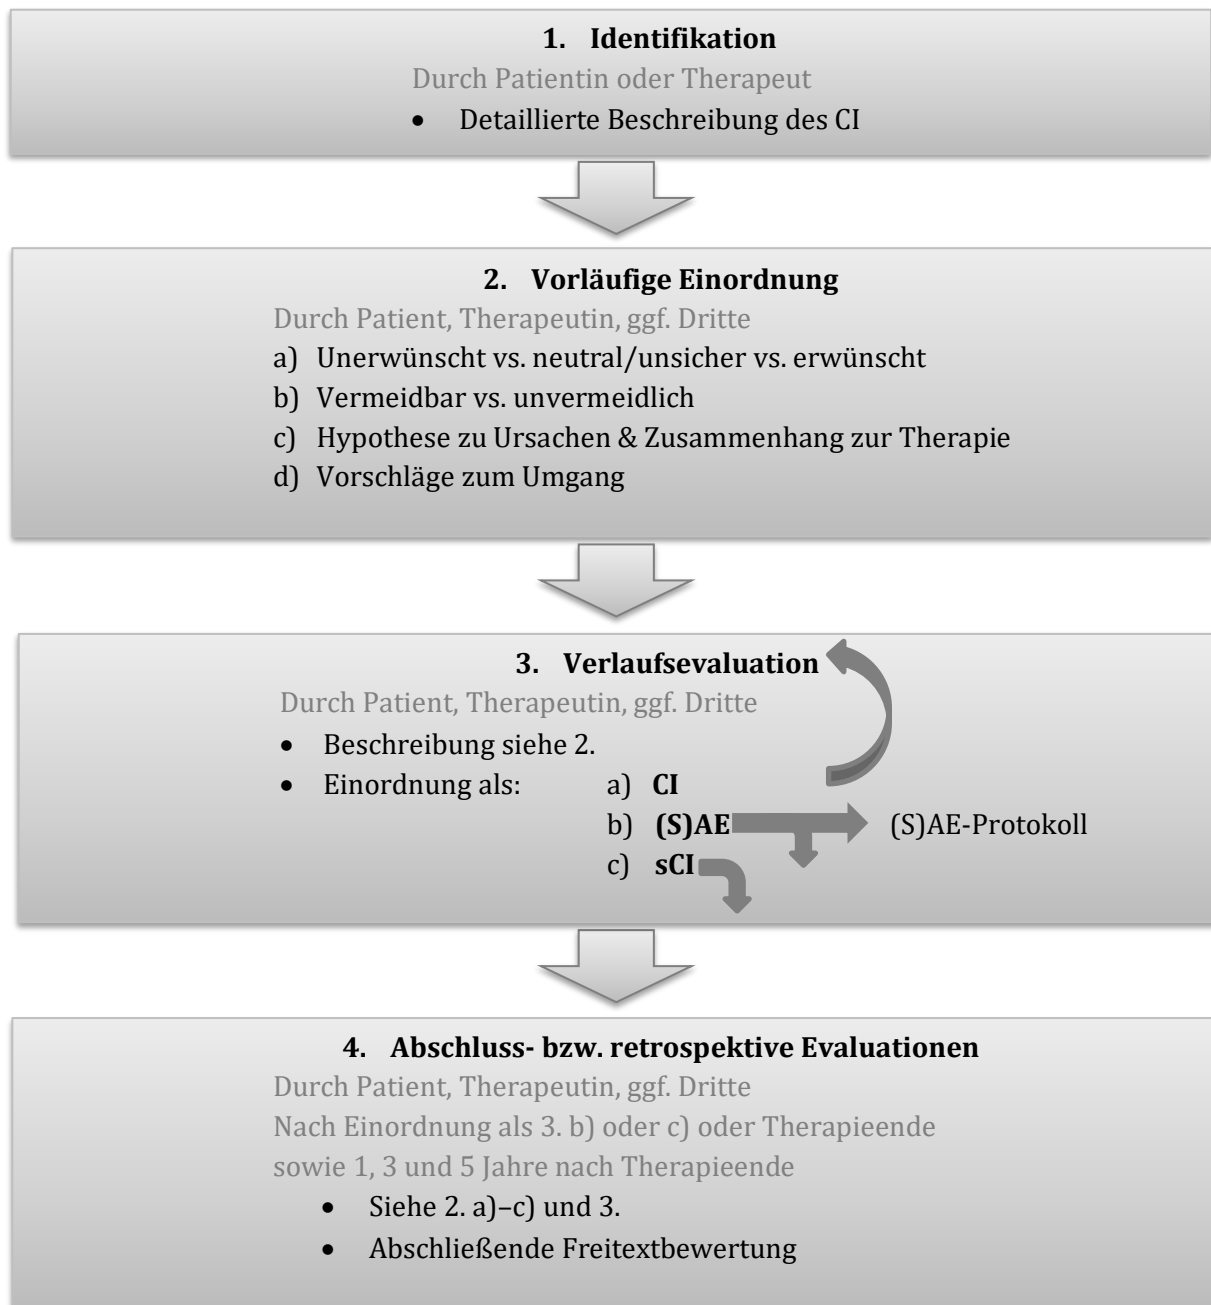 1. Identifikation
Durch Patientin oder Therapeut
• Detaillierte Beschreibung des CI
2. Vorläufige Einordnung
Durch Patient, Therapeutin, ggf. Dritte
a) Unerwünscht vs. neutral/unsicher vs. erwünscht
b) Vermeidbar vs. unvermeidlich
c) Hypothese zu Ursachen & Zusammenhang zur Therapie
d) Vorschläge zum Umgang
3. Verlaufsevaluation
Durch Patient, Therapeutin, ggf. Dritte
• Beschreibung siehe 2.
• Einordnung als: a) CI
b) (S)AE (S)AE-Protokoll
c) sCI
4. Abschluss- bzw. retrospektive Evaluationen
Durch Patient, Therapeutin, ggf. Dritte
Nach Einordnung als 3. b) oder c) oder Therapieende
sowie 1, 3 und 5 Jahre nach Therapieende
• Siehe 2. a)–c) und 3.
• Abschließende Freitextbewertung